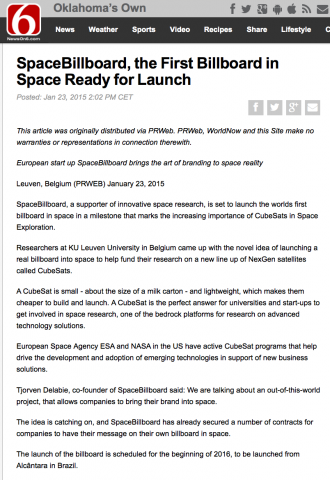 6
NewsOn6.com
Oklahoma's Own
News Weather Sports Video Recipes Share Lifestyle C
SpaceBillboard, the First Billboard in
Space Ready for Launch
Posted: Jan 23, 2015 2:02 PM CET
This article was originally distributed via PRWeb. PRWeb, WorldNow and this Site make no
warranties or representations in connection therewith.
European start up SpaceBillboard brings the art of branding to space reality
Leuven, Belgium (PRWEB) January 23, 2015
SpaceBillboard, a supporter of innovative space research, is set to launch the worlds first
billboard in space in a milestone that marks the increasing importance of CubeSats in Space
Exploration.
Researchers at KU Leuven University in Belgium came up with the novel idea of launching a
real billboard into space to help fund their research on a new line up of NexGen satellites
called CubeSats.
A CubeSat is small - about the size of a milk carton - and lightweight, which makes them
cheaper to build and launch. A CubeSat is the perfect answer for universities and start-ups to
get involved in space research, one of the bedrock platforms for research on advanced
technology solutions.
European Space Agency ESA and NASA in the US have active CubeSat programs that help
drive the development and adoption of emerging technologies in support of new business
solutions.
Tjorven Delabie, co-founder of SpaceBillboard said: We are talking about an out-of-this-world
project, that allows companies to bring their brand into space.
The idea is catching on, and SpaceBillboard has already secured a number of contracts for
companies to have their message on their own billboard in space.
The launch of the billboard is scheduled for the beginning of 2016, to be launched from
Alcântara in Brazil.